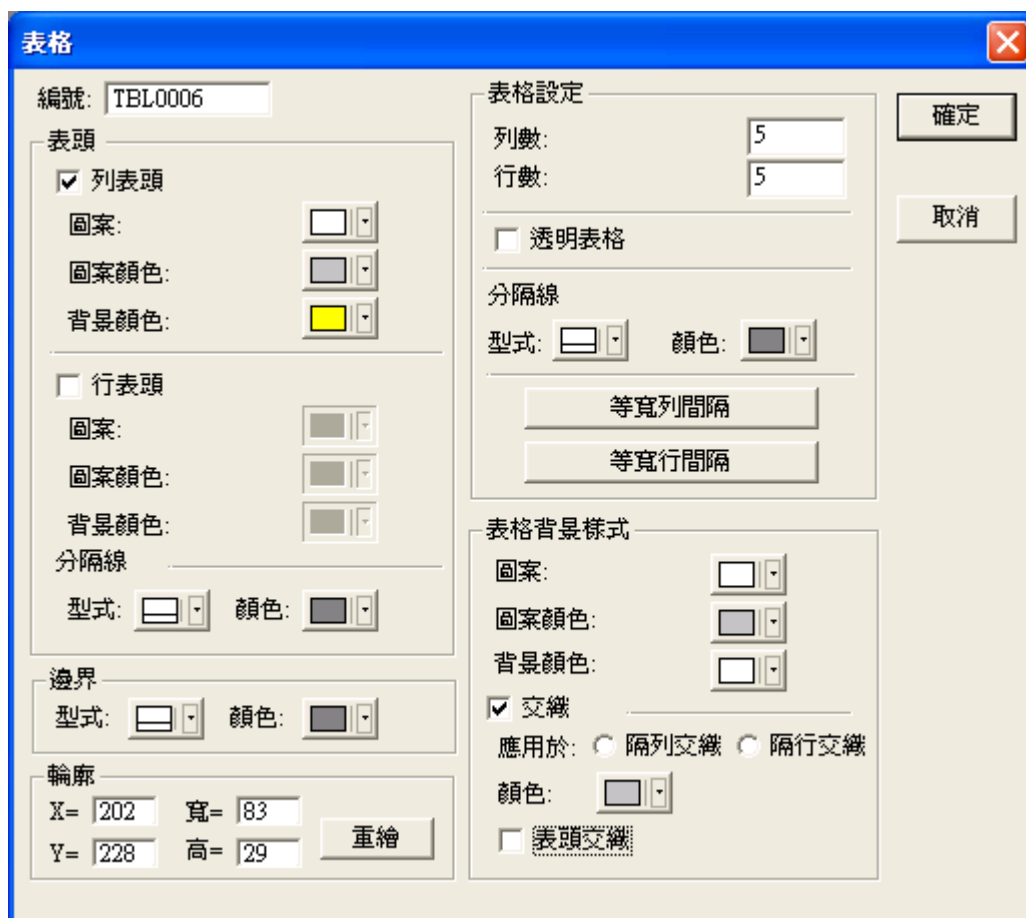 表格
編號: TBL0006
表頭
列表頭
圖案:
圖案顏色:
背景顏色:
行表頭
圖案:
圖案顏色:
背景顏色:
分隔線
型式: 顏色:
邊界
型式: 顏色:
輪廓
X= 202 寬= 83
Y= 228 高= 29
重繪
表格設定
列數: 5
行數: 5
透明表格
分隔線
型式: 顏色:
等寬列間隔
等寬行間隔
表格背景樣式
圖案:
圖案顏色:
背景顏色:
交織
應用於: 隔列交織 隔行交織
顏色:
表頭交織
確定
取消